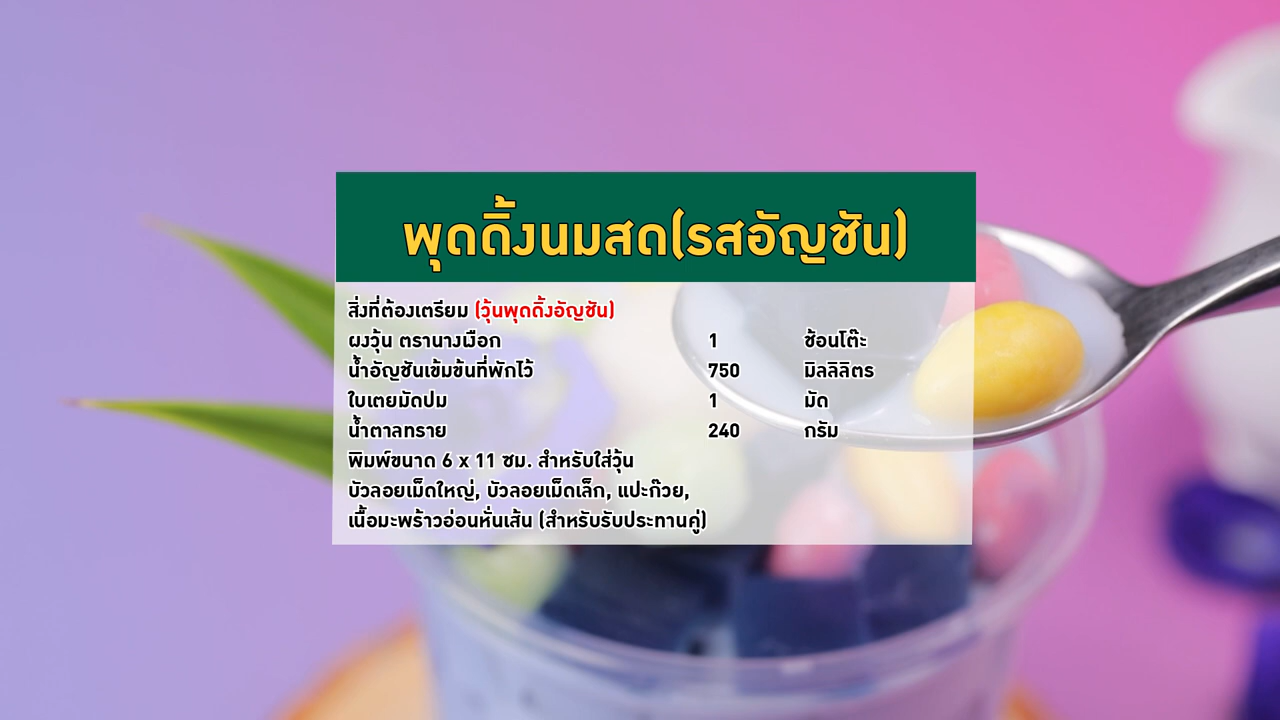 พุดดิ้งนมสด(รสอัญชัน)
สิ่งที่ต้องเตรียม (วุ้นพุดดิ้งอัญชัน)
ผงวุ้น ตรานางเงือก 1 ช้อนโต๊ะ
น้ำอัญชันเข้มข้นที่พักไว้ 750 มิลลิลิตร
ใบเตยมัดปม 1 มัด
น้ำตาลทราย 240 กรัม
พิมพ์ขนาด 6 x 11 ซม. สำหรับใส่วุ้น
บัวลอยเม็ดใหญ่, บัวลอยเม็ดเล็ก, แปะก๊วย,
เนื้อมะพร้าวอ่อนหั่นเส้น (สำหรับรับประทานคู่)